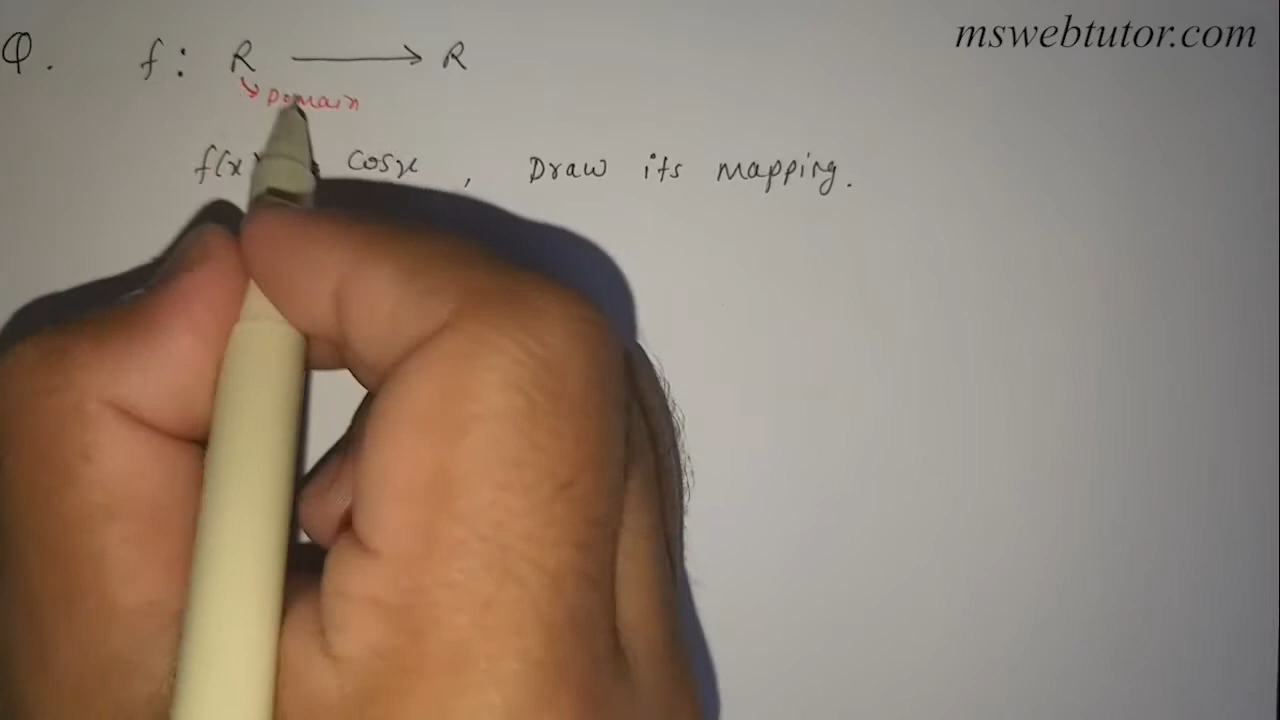 mswebtutor.com
Q. f: R ⟶ R
↘ Domain
f(x) cosx , Draw its mapping.